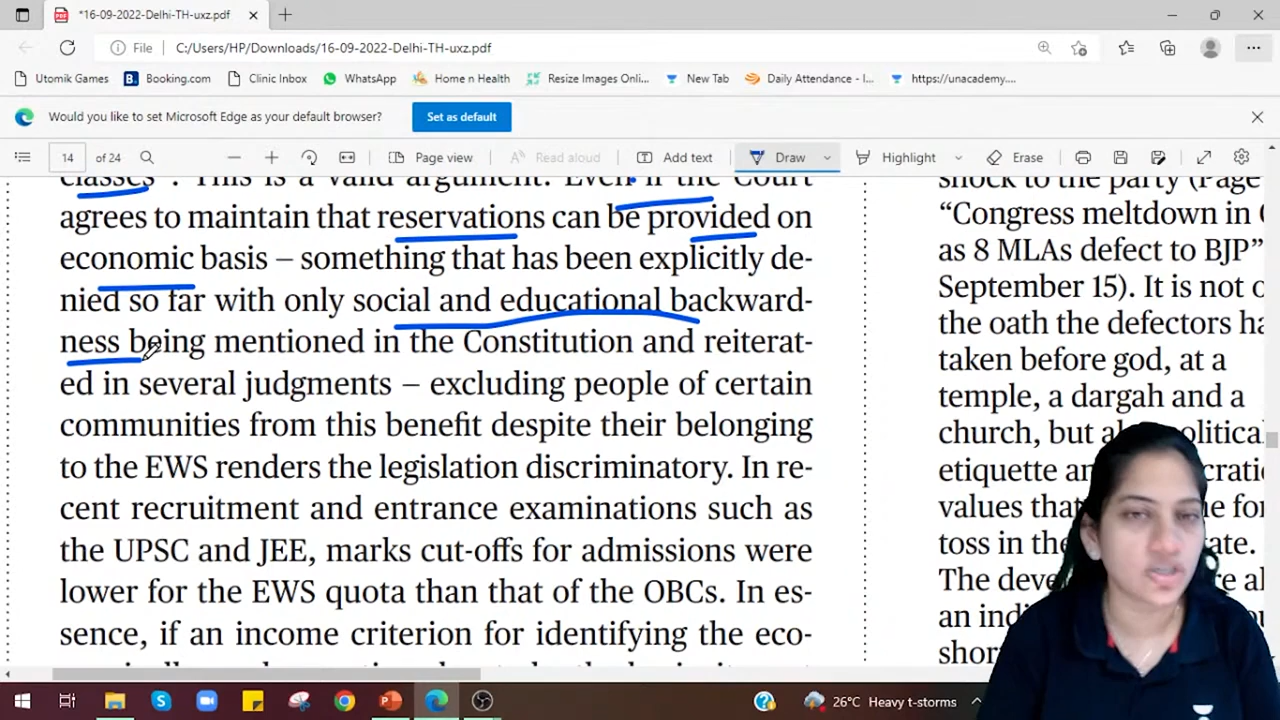 *16-09-2022-Delhi-TH-uxz.pdf
File C:/Users/HP/Downloads/16-09-2022-Delhi-TH-uxz.pdf
Utomik Games Booking.com Clinic Inbox WhatsApp Home n Health Resize Images Onli... New Tab Daily Attendance - I... https://unacademy....
Would you like to set Microsoft Edge as your default browser? Set as default
14 of 24 Page view Read aloud Add text Draw Highlight Erase
classes". This is a valid argument. Even if the Court
agrees to maintain that reservations can be provided on
economic basis – something that has been explicitly de-
nied so far with only social and educational backward-
ness being mentioned in the Constitution and reiterat-
ed in several judgments – excluding people of certain
communities from this benefit despite their belonging
to the EWS renders the legislation discriminatory. In re-
cent recruitment and entrance examinations such as
the UPSC and JEE, marks cut-offs for admissions were
lower for the EWS quota than that of the OBCs. In es-
sence, if an income criterion for identifying the eco-
shock to the party (Page
"Congress meltdown in
as 8 MLAs defect to BJP"
September 15). It is not
the oath the defectors
taken before god, at a
temple, a dargah and a
church, but political
etiquette
values
toss in the
The
an
26°C Heavy t-storms